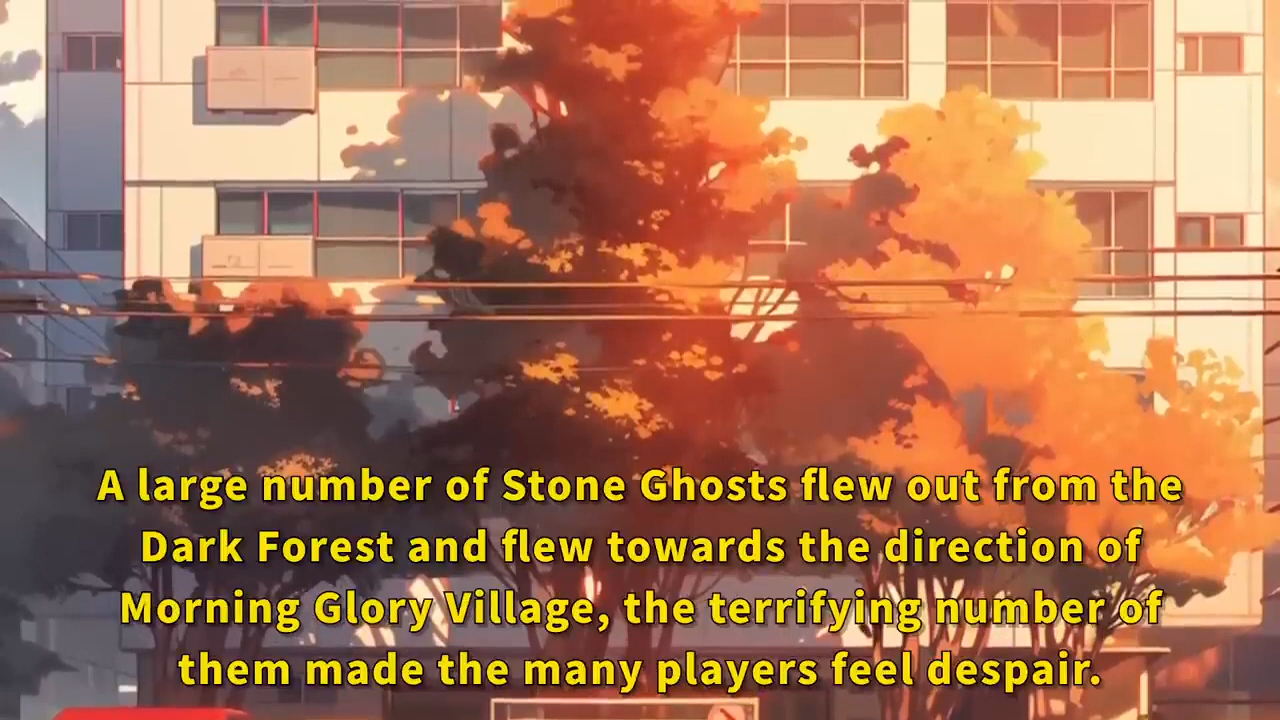 A large number of Stone Ghosts flew out from the
Dark Forest and flew towards the direction of
Morning Glory Village, the terrifying number of
them made the many players feel despair.